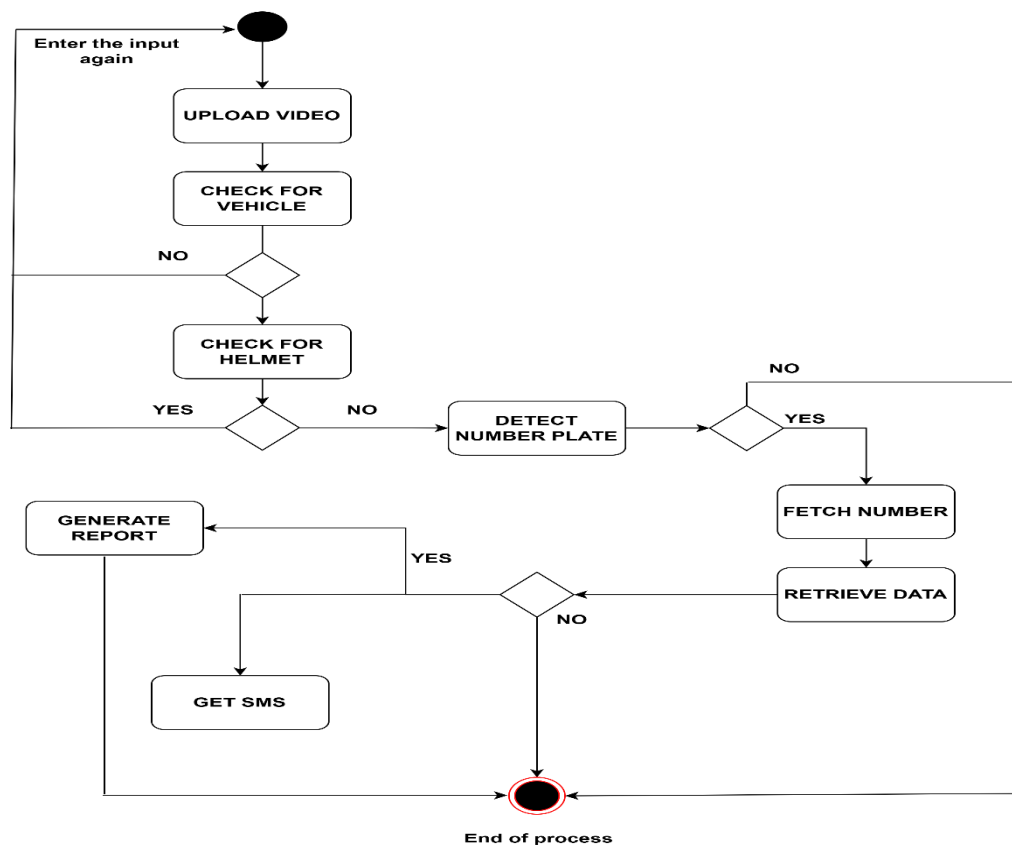 Enter the input
again
UPLOAD VIDEO
CHECK FOR
VEHICLE
NO
CHECK FOR
HELMET
YES
NO
DETECT
NUMBER PLATE
NO
YES
FETCH NUMBER
RETRIEVE DATA
GENERATE
REPORT
YES
NO
GET SMS
End of process